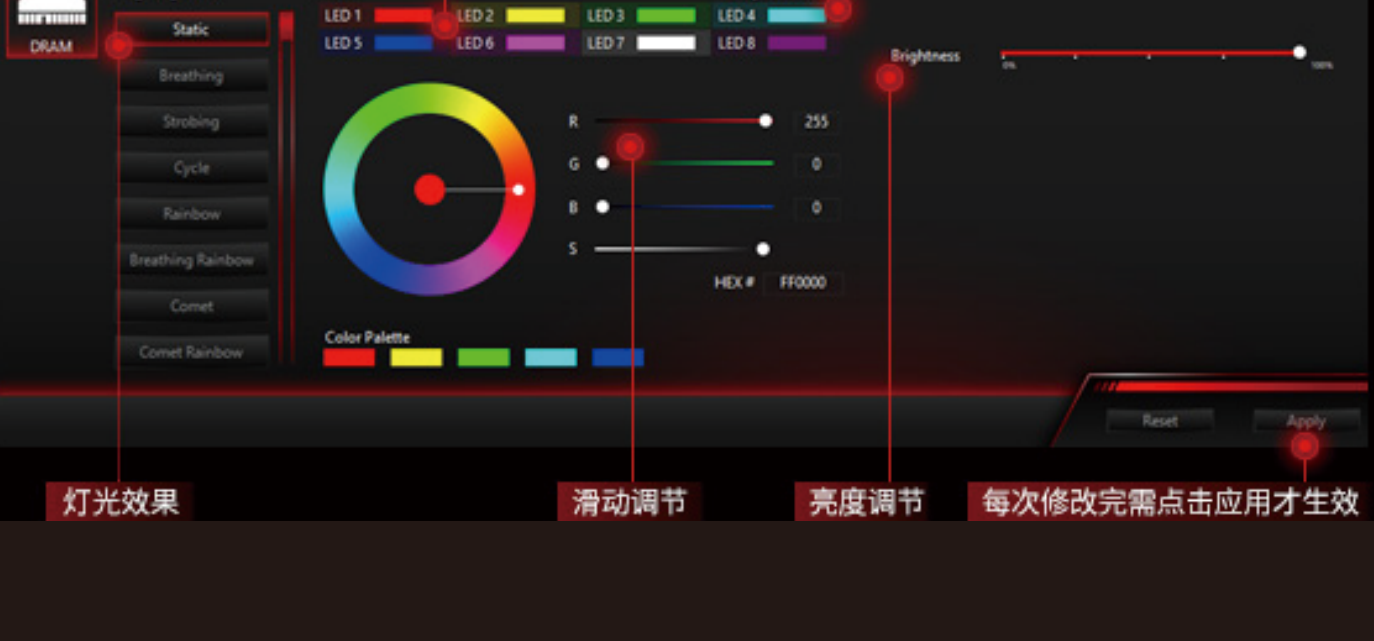 DRAM
Static
Breathing
Strobing
Cycle
Rainbow
Breathing Rainbow
Comet
Comet Rainbow
LED 1 LED 2 LED 3 LED 4
LED 5 LED 6 LED 7 LED 8
R 255
G 0
B 0
S
HEX # FF0000
Color Palette
Brightness
0% 100%
Reset Apply
灯光效果
滑动调节
亮度调节
每次修改完需点击应用才生效